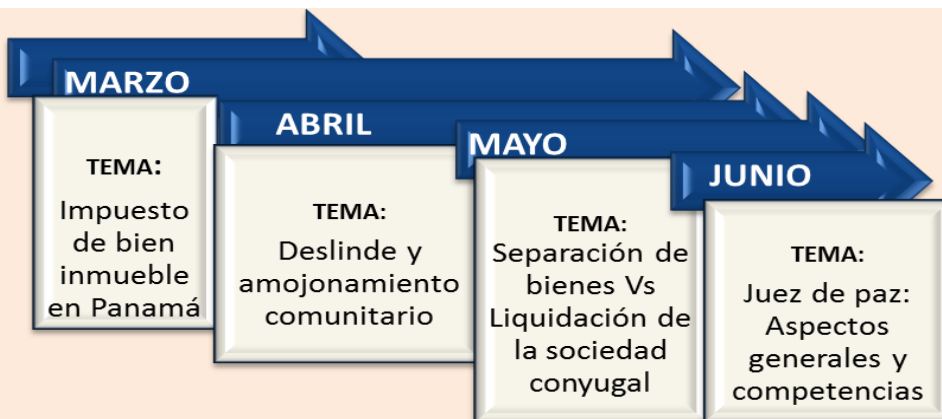 MARZO
TEMA:
Impuesto
de bien
inmueble
en Panamá
ABRIL
TEMA:
Deslinde y
amojonamiento
comunitario
MAYO
TEMA:
Separación de
bienes Vs
Liquidación de
la sociedad
conyugal
JUNIO
TEMA:
Juez de paz:
Aspectos
generales y
competencias